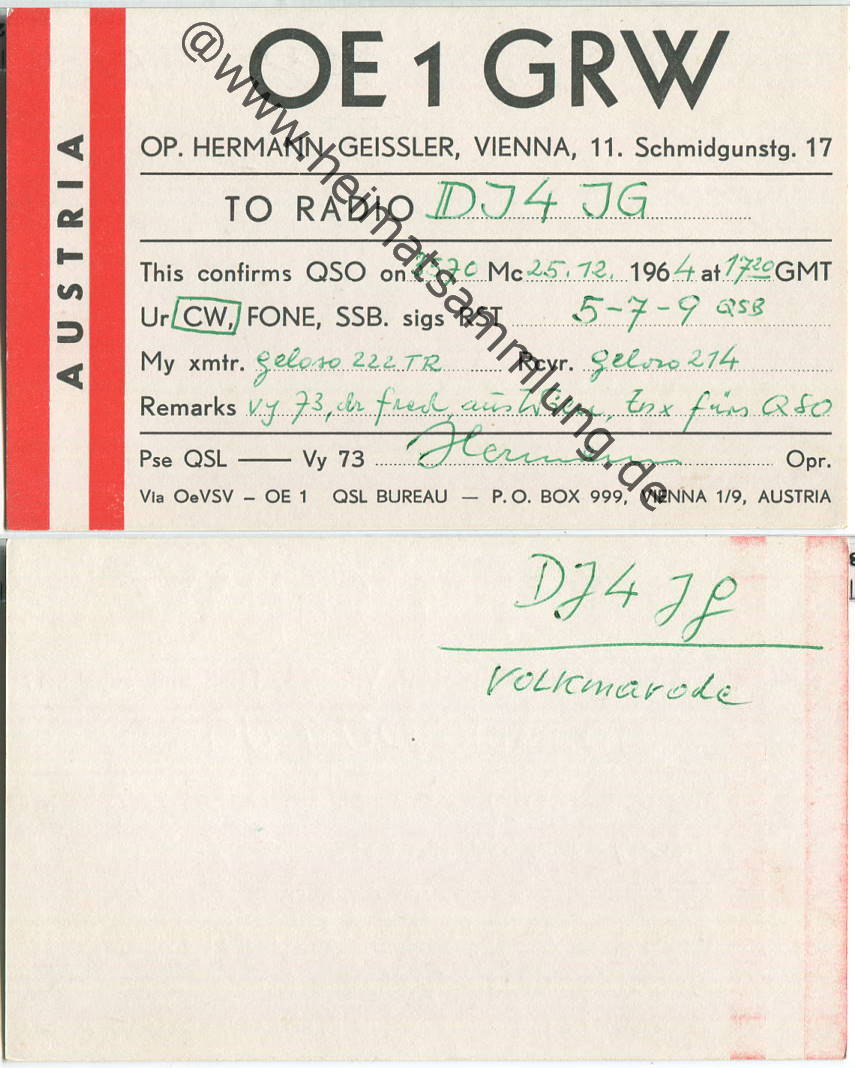 OE 1 GRW
OP. HERMANN GEISSLER, VIENNA, 11. Schmidgunstg. 17
AUSTRIA
TO RADIO DJ4 JG
This confirms QSO on Mc 25.12. 1964 at 17 20 GMT
Ur CW, FONE, SSB. sigs RST 5-7-9 QSB
My xmtr. geloso 222 TR Rcvr. geloso 214
Remarks vy 73, dr fred, aus Wien, tnx fürs QSO
Pse QSL — Vy 73 Hermann Opr.
Via OeVSV – OE 1 QSL BUREAU — P.O. BOX 999, VIENNA 1/9, AUSTRIA
@www.heimatsammlung.de
DJ4 JG
Volkmarode